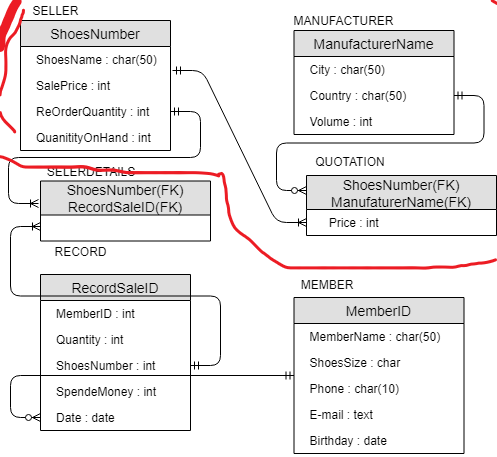 SELLER
ShoesNumber
ShoesName : char(50)
SalePrice : int
ReOrderQuantity : int
QuanitityOnHand : int
MANUFACTURER
ManufacturerName
City : char(50)
Country : char(50)
Volume : int
SELERDETAILS
ShoesNumber(FK)
RecordSaleID(FK)
QUOTATION
ShoesNumber(FK)
ManufaturerName(FK)
Price : int
RECORD
RecordSaleID
MemberID : int
Quantity : int
ShoesNumber : int
SpendeMoney : int
Date : date
MEMBER
MemberID
MemberName : char(50)
ShoesSize : char
Phone : char(10)
E-mail : text
Birthday : date